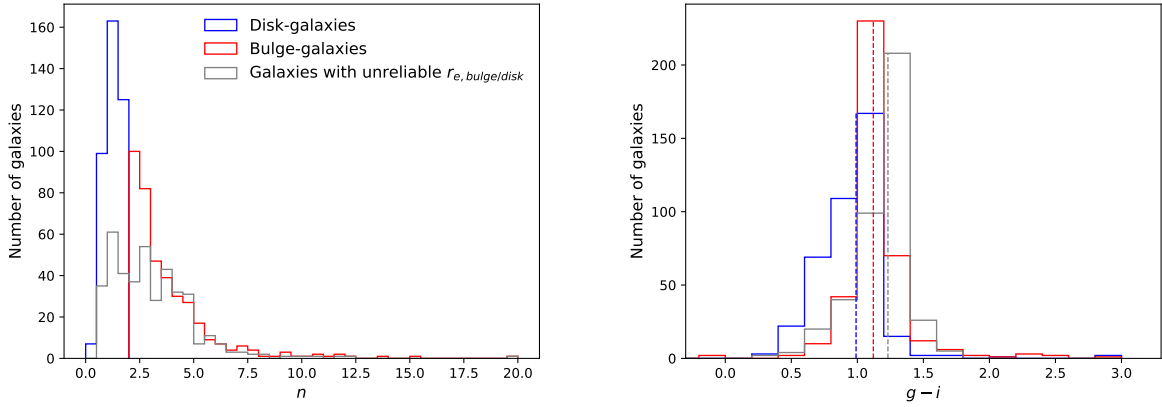 Number of galaxies
160
140
120
100
80
60
40
20
0
0.0 2.5 5.0 7.5 10.0 12.5 15.0 17.5 20.0
n
Disk-galaxies
Bulge-galaxies
Galaxies with unreliable r_{e, bulge/disk}
Number of galaxies
200
150
100
50
0
0.0 0.5 1.0 1.5 2.0 2.5 3.0
g − i